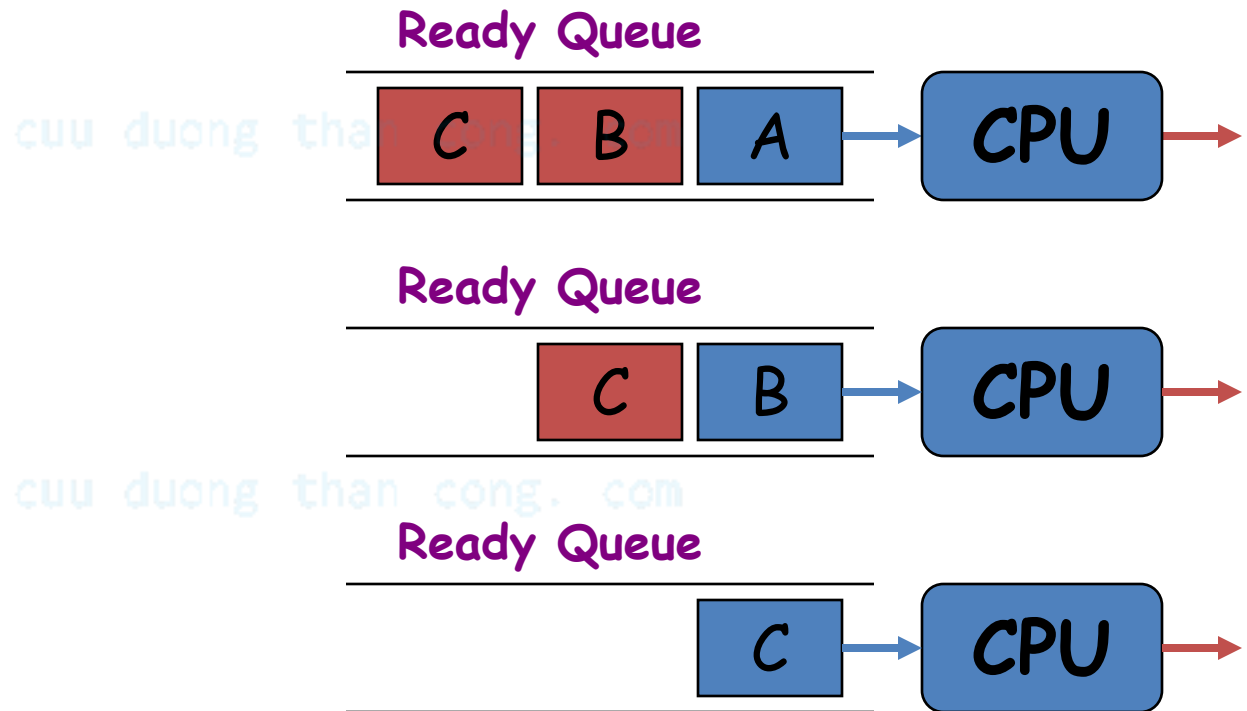 Ready Queue
cuu duong than cong. com
C B A CPU
Ready Queue
C B CPU
cuu duong than cong. com
Ready Queue
C CPU